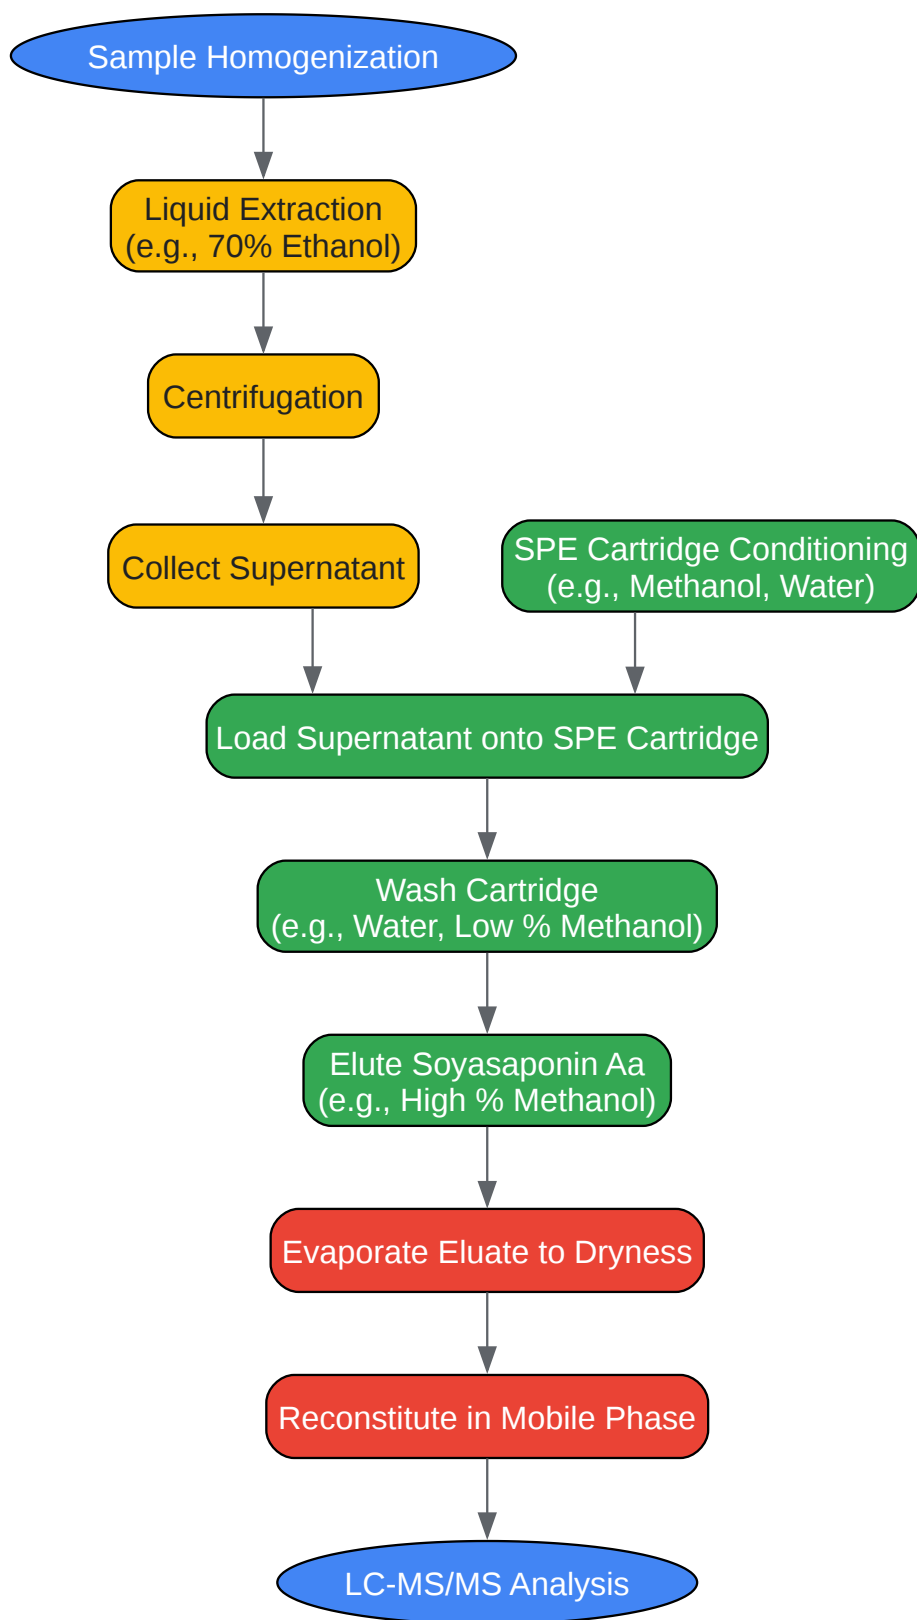 Sample Homogenization
Liquid Extraction
(e.g., 70% Ethanol)
Centrifugation
Collect Supernatant
SPE Cartridge Conditioning
(e.g., Methanol, Water)
Load Supernatant onto SPE Cartridge
Wash Cartridge
(e.g., Water, Low % Methanol)
Elute Soyasaponin Aa
(e.g., High % Methanol)
Evaporate Eluate to Dryness
Reconstitute in Mobile Phase
LC-MS/MS Analysis